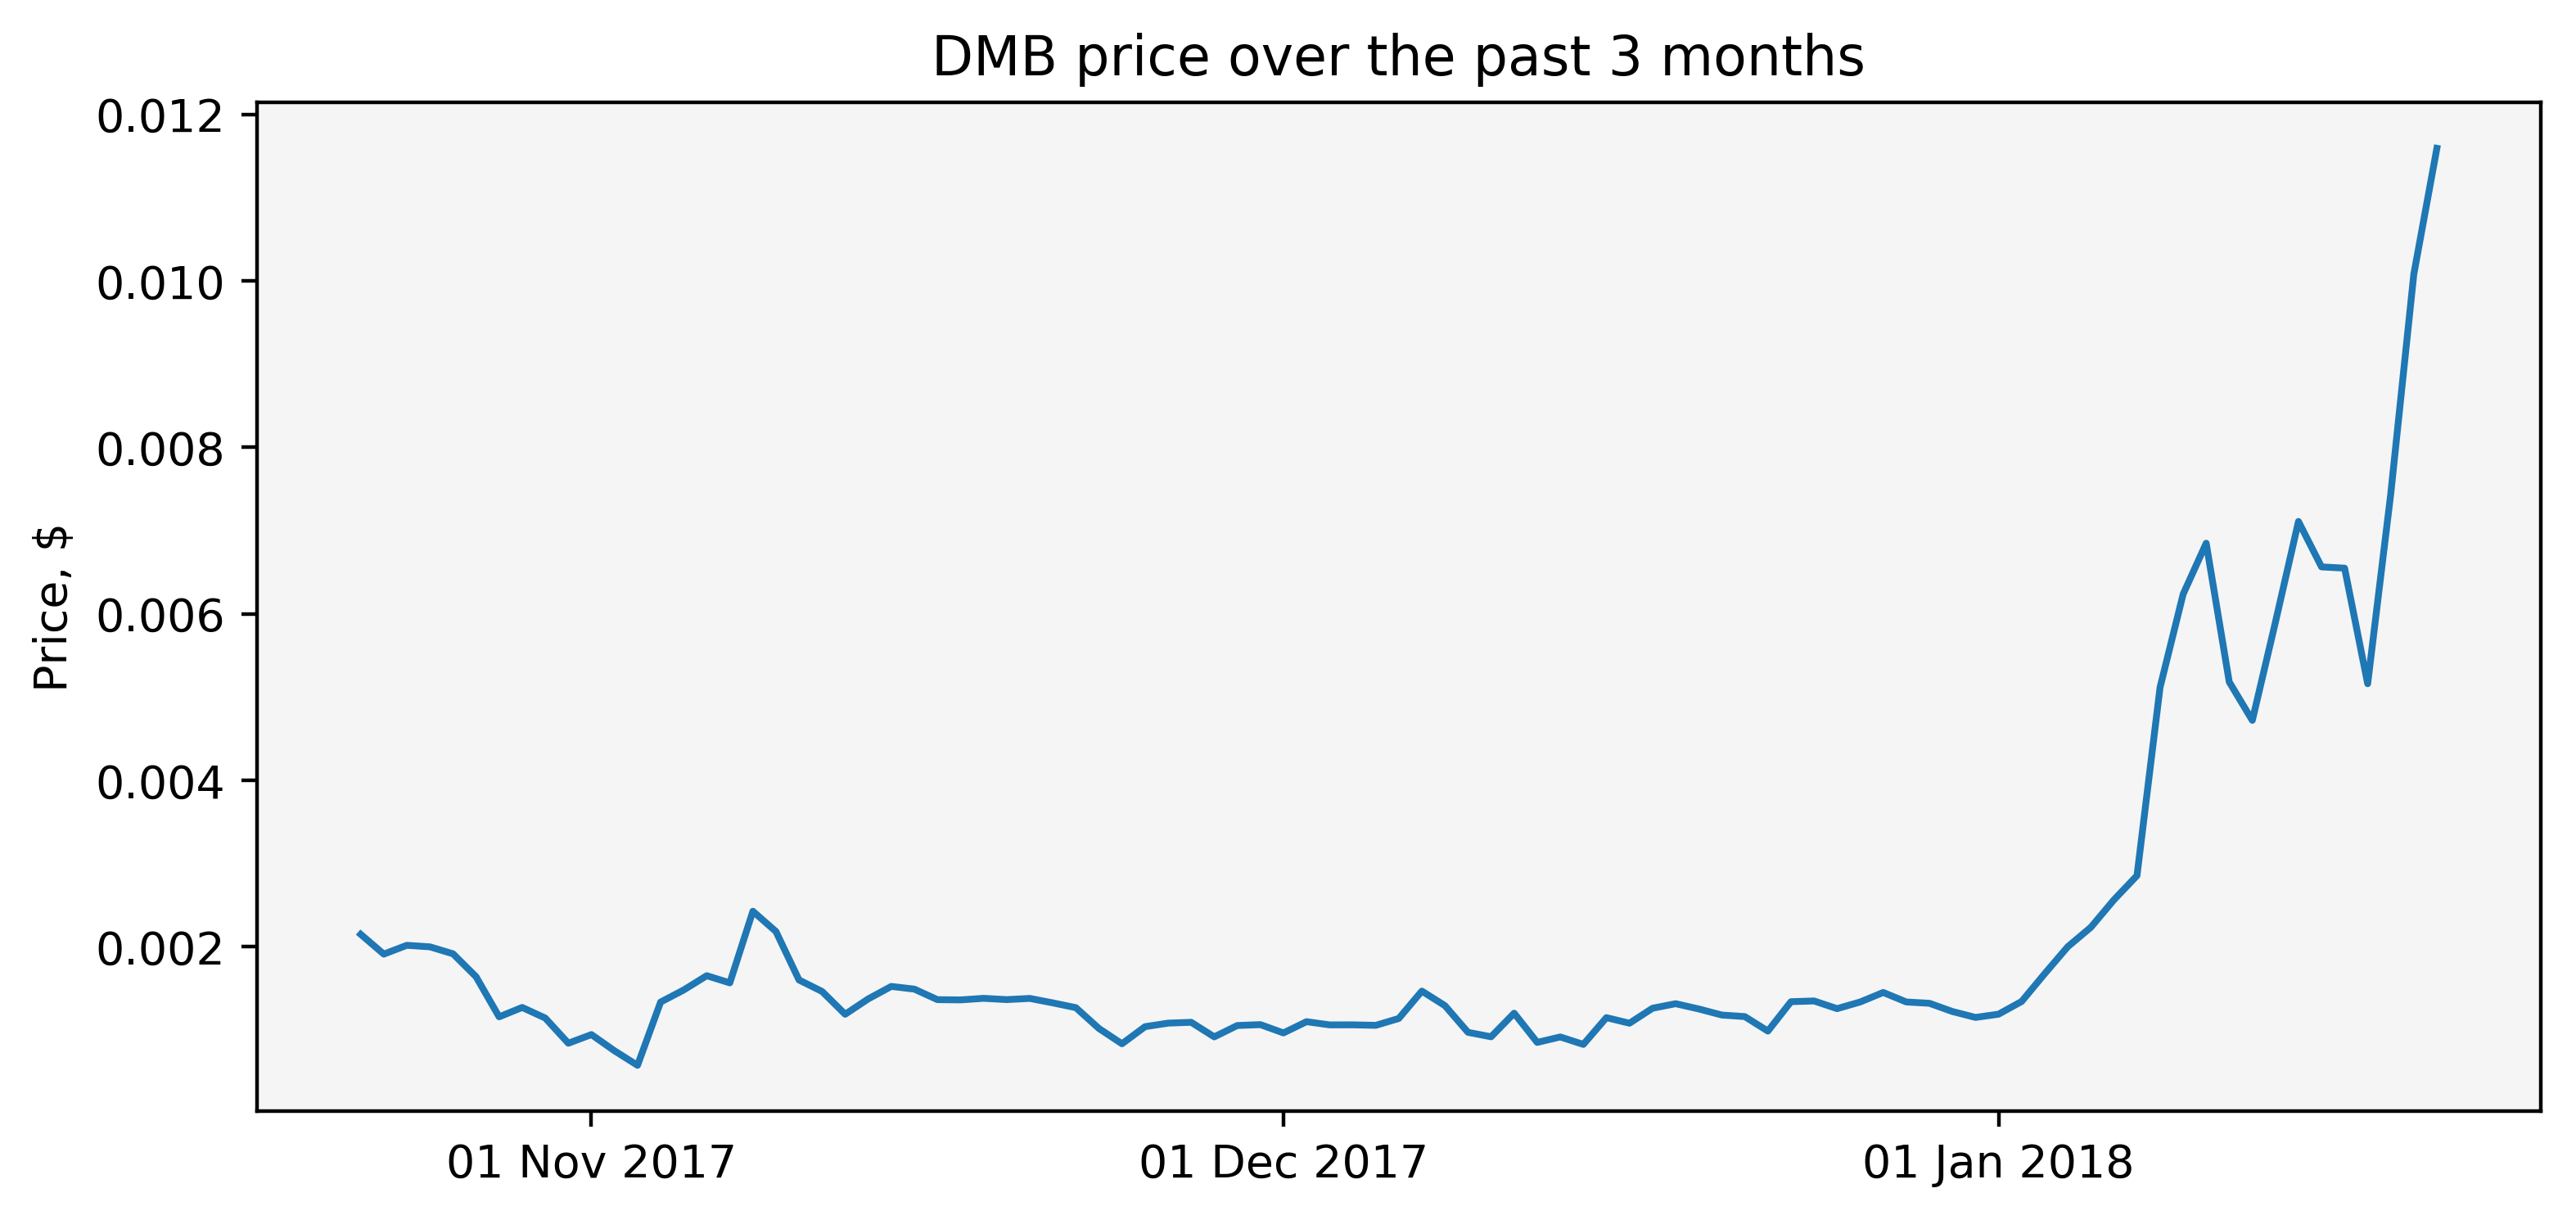 DMB price over the past 3 months
0.012
0.010
0.008
0.006
0.004
0.002
Price, $
01 Nov 2017
01 Dec 2017
01 Jan 2018